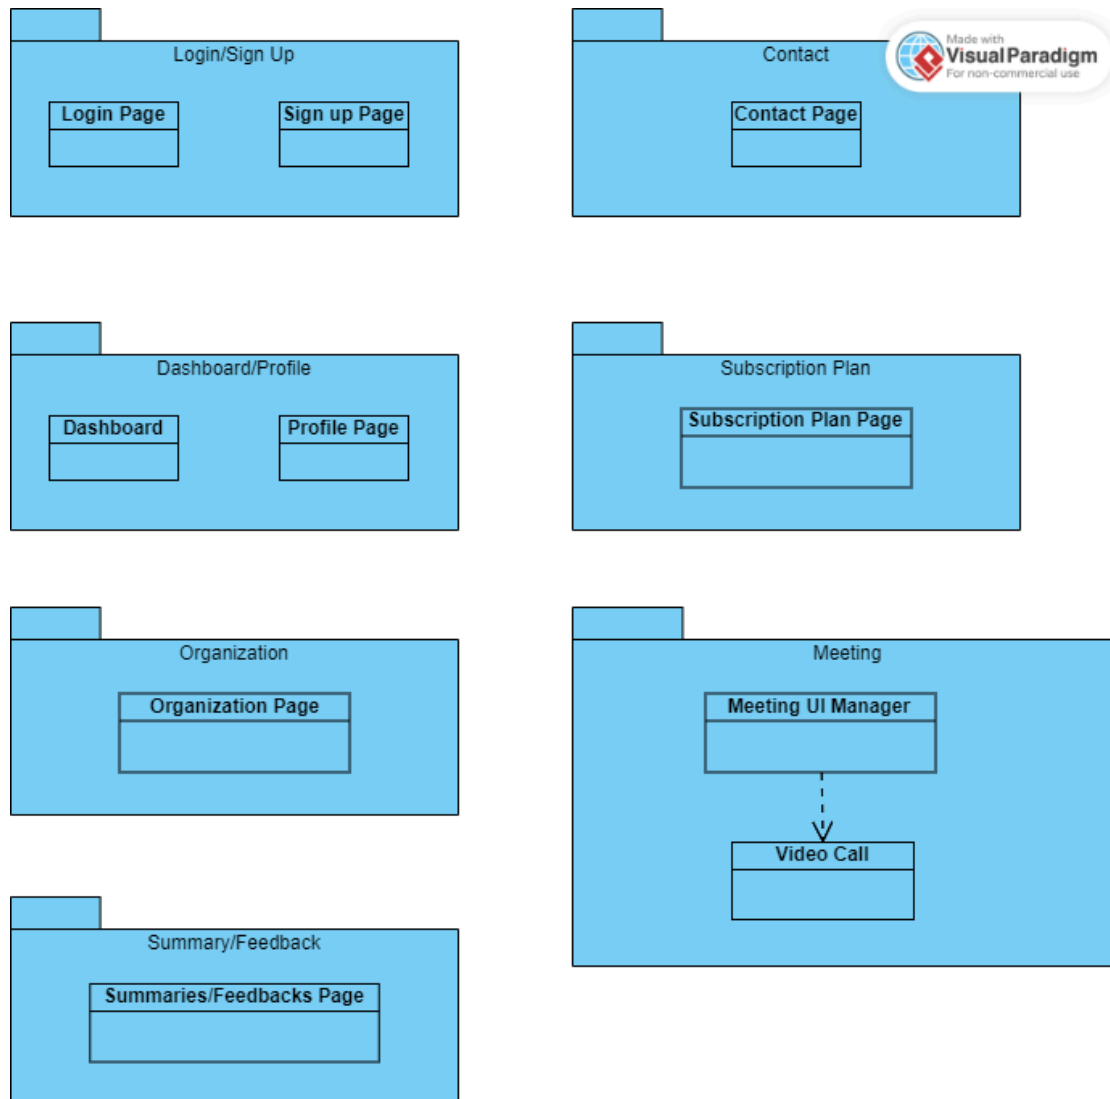 Login/Sign Up
Login Page
Sign up Page
Contact
Contact Page
Made with
Visual Paradigm
For non-commercial use
Dashboard/Profile
Dashboard
Profile Page
Subscription Plan
Subscription Plan Page
Organization
Organization Page
Meeting
Meeting UI Manager
Video Call
Summary/Feedback
Summaries/Feedbacks Page